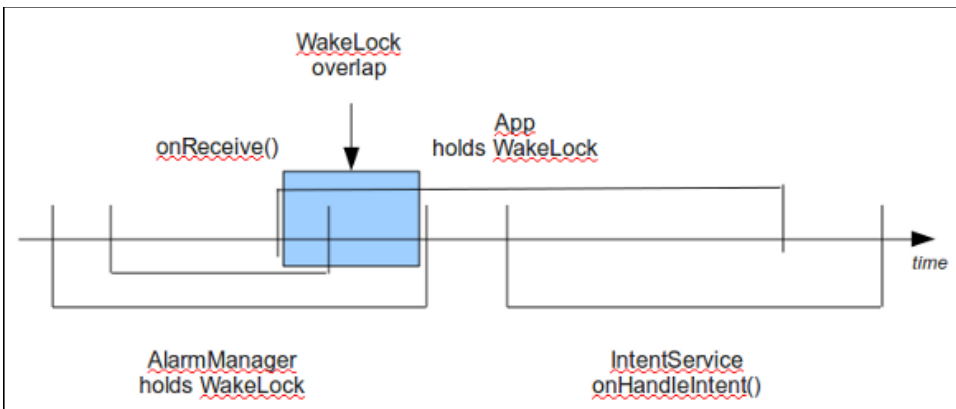 WakeLock
overlap
onReceive()
App
holds WakeLock
time
AlarmManager
holds WakeLock
IntentService
onHandleIntent()